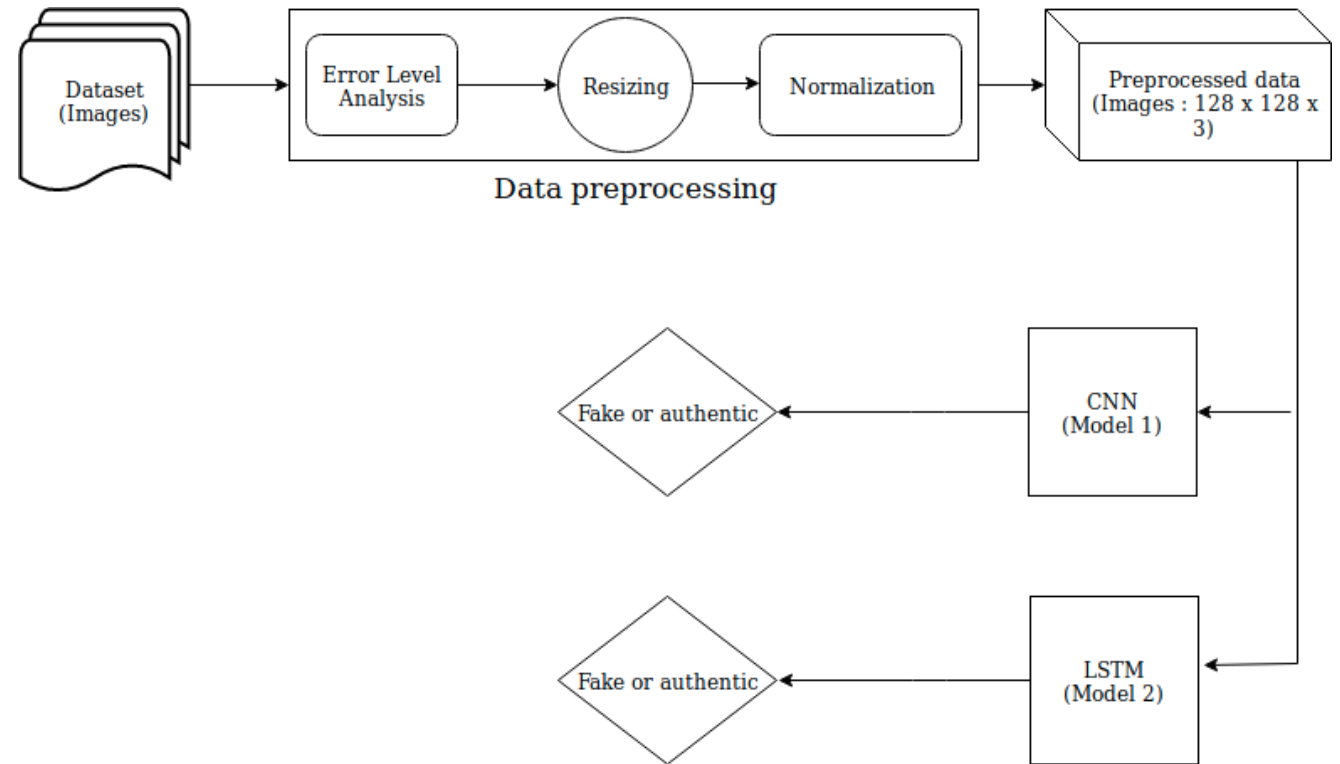 Dataset
(Images)
Error Level
Analysis
Resizing
Normalization
Preprocessed data
(Images : 128 x 128 x
3)
Data preprocessing
Fake or authentic
CNN
(Model 1)
Fake or authentic
LSTM
(Model 2)